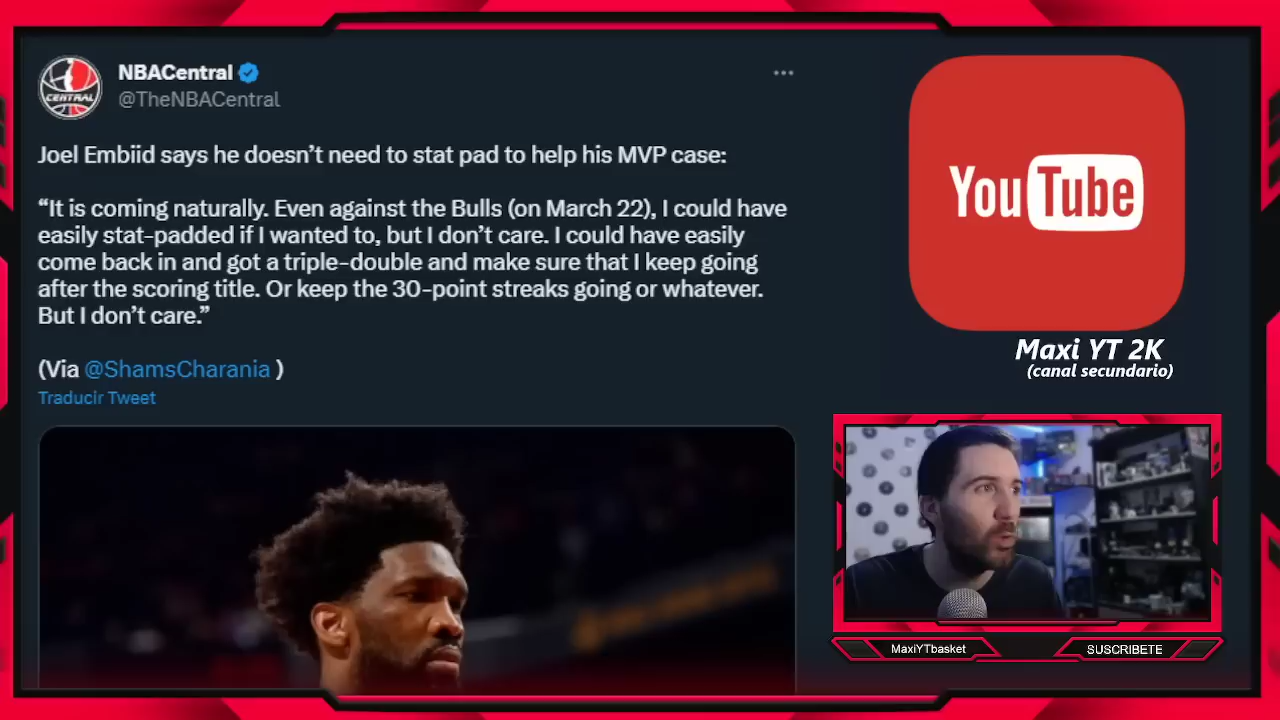 NBACentral
@TheNBACentral
Joel Embiid says he doesn’t need to stat pad to help his MVP case:
“It is coming naturally. Even against the Bulls (on March 22), I could have
easily stat-padded if I wanted to, but I don’t care. I could have easily
come back in and got a triple-double and make sure that I keep going
after the scoring title. Or keep the 30-point streaks going or whatever.
But I don’t care.”
(Via @ShamsCharania )
Traducir Tweet
CENTRAL
YouTube
Maxi YT 2K
(canal secundario)
MaxiYTbasket
SUSCRIBETE